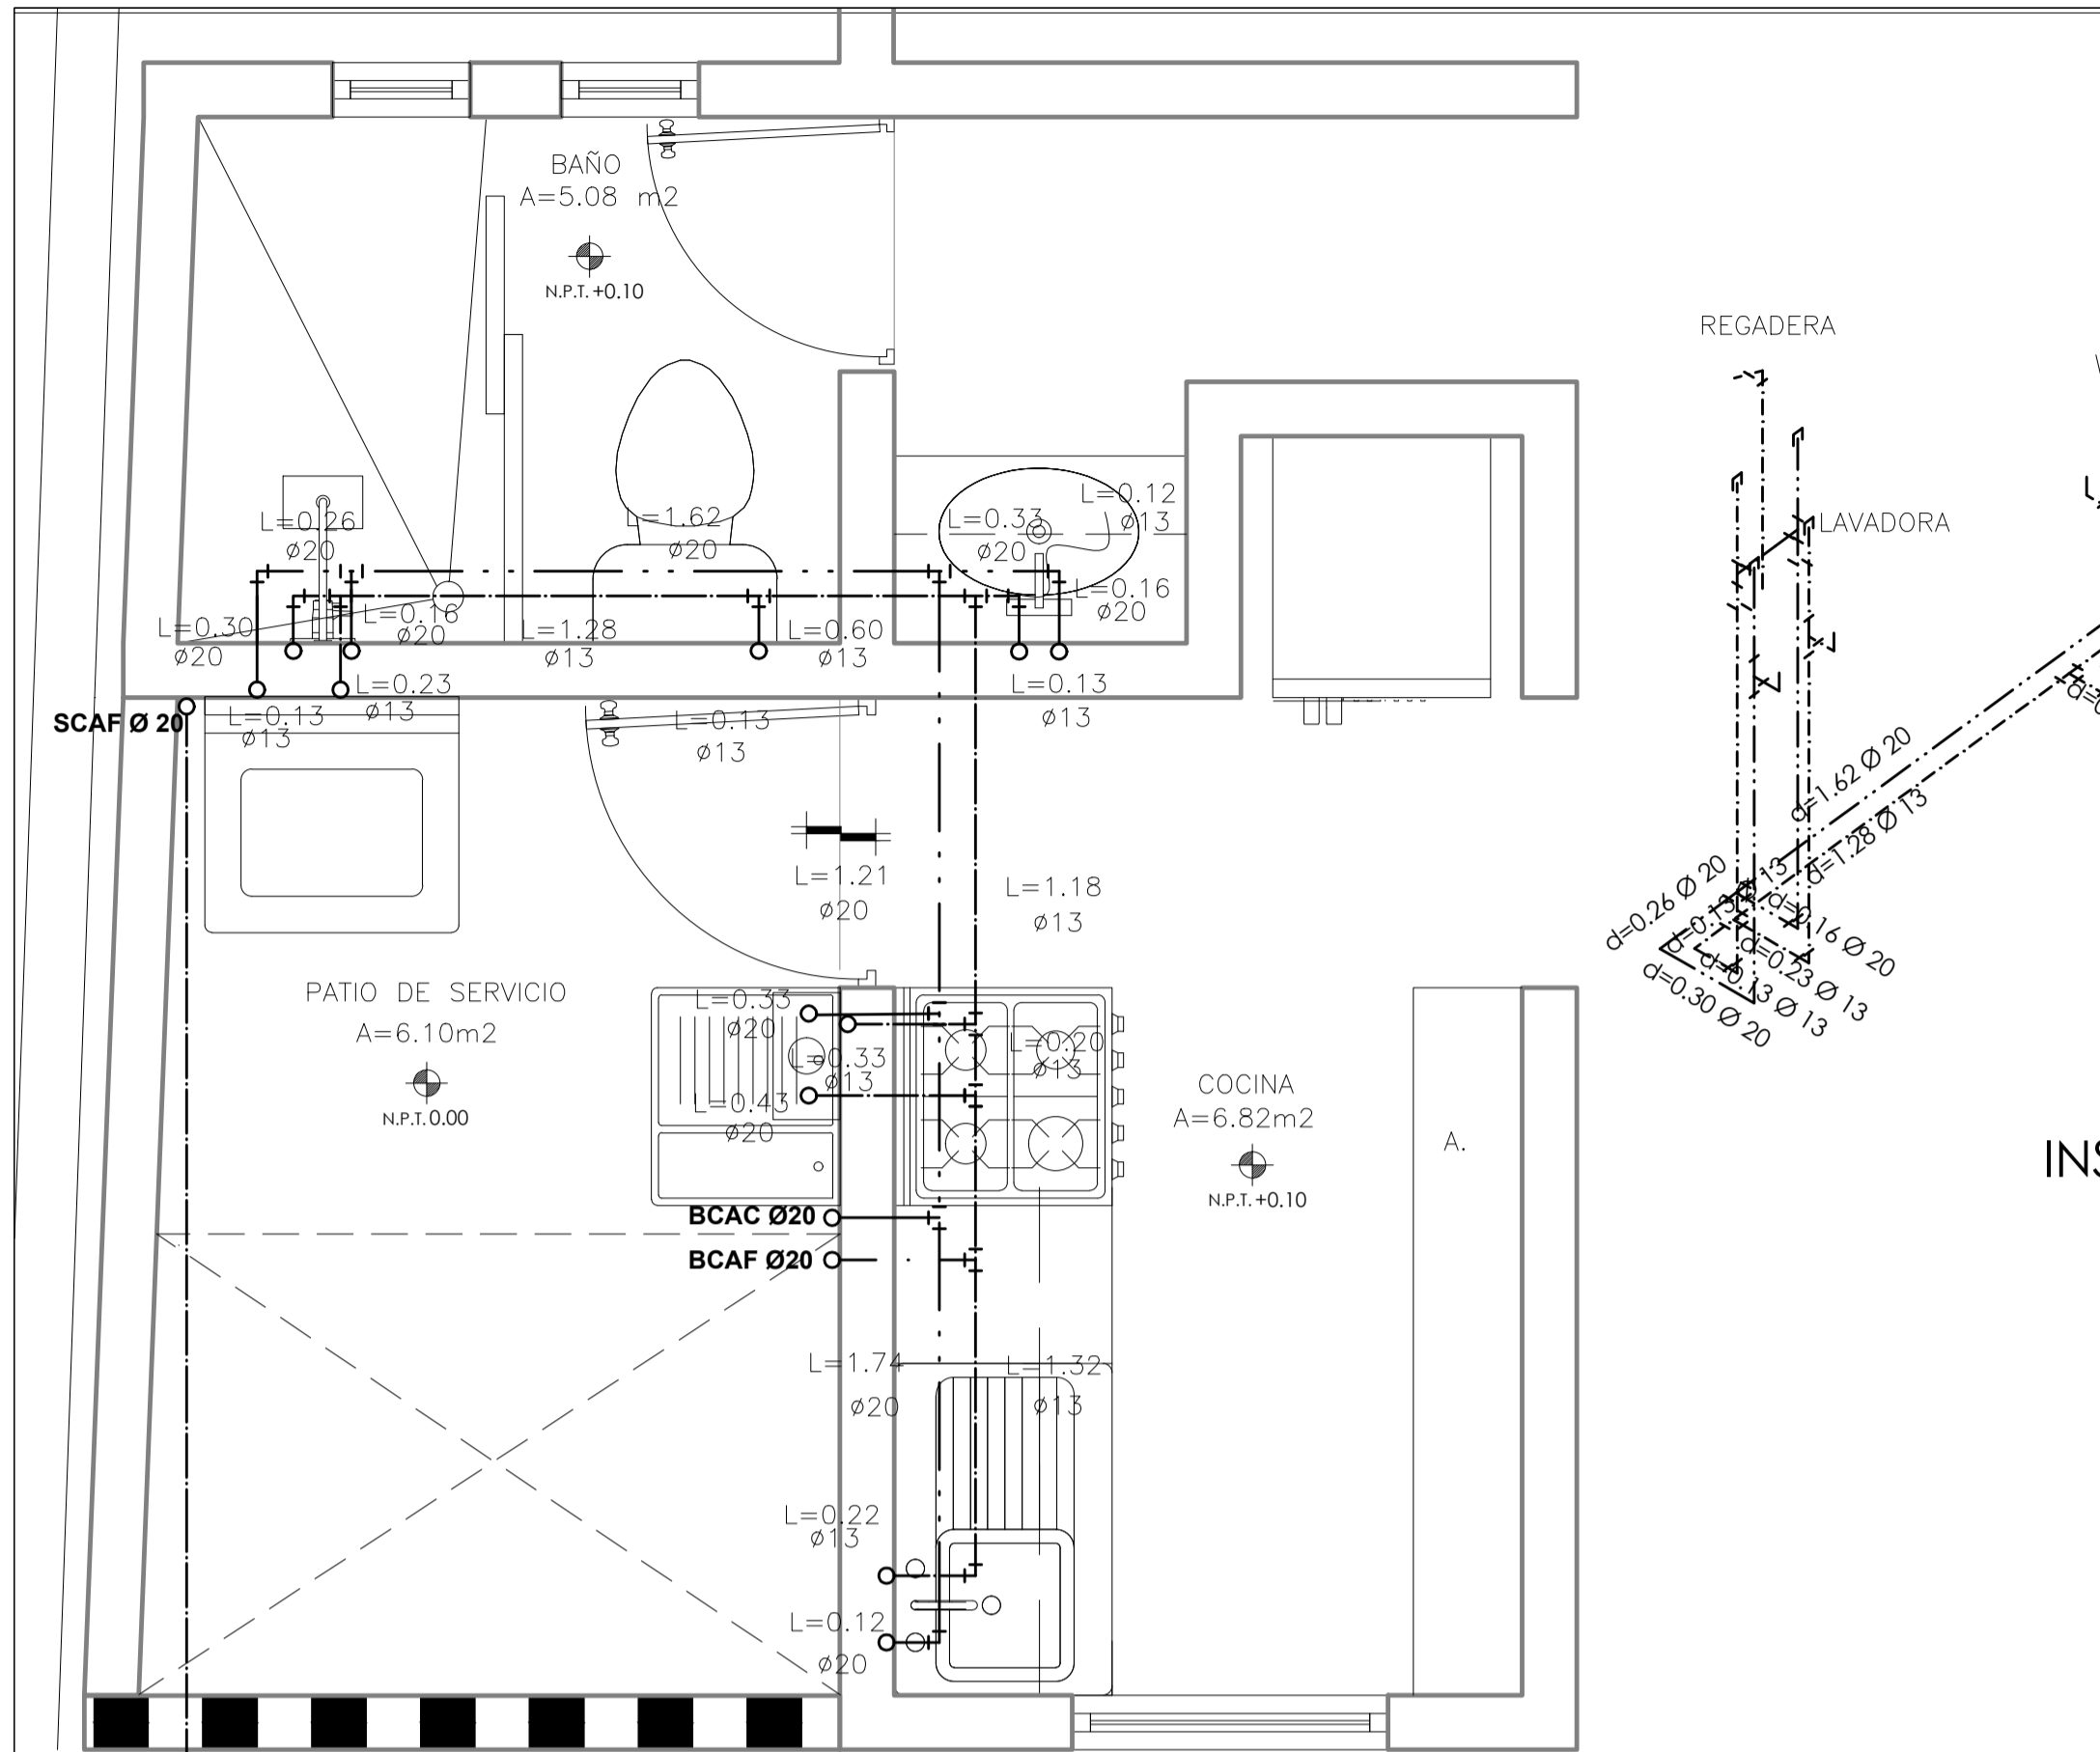 BAÑO
A=5.08 m2
N.P.T. +0.10
REGADERA
LAVADORA
L=0.26
ø20
L=1.62
ø20
L=0.33
ø20
L=0.12
ø13
L=0.16
ø20
L=0.30
ø20
L=0.16
ø20
L=1.28
ø13
L=0.60
ø13
L=0.23
ø13
L=0.13
ø13
L=0.13
ø13
L=0.13
ø13
SCAF Ø 20
L=1.21
ø20
L=1.18
ø13
PATIO DE SERVICIO
A=6.10m2
N.P.T. 0.00
L=0.33
ø20
L=0.33
ø13
L=0.20
ø13
L=0.43
ø20
COCINA
A=6.82m2
N.P.T. +0.10
A.
BCAC Ø20
BCAF Ø20
L=1.74
ø20
L=1.32
ø13
L=0.22
ø13
L=0.12
ø20
d=1.62 Ø 20
d=1.28 Ø 13
d=0.26 Ø 20
d=0.13 Ø 13
d=0.16 Ø 20
d=0.23 Ø 13
d=0.13 Ø 13
d=0.30 Ø 20
INS